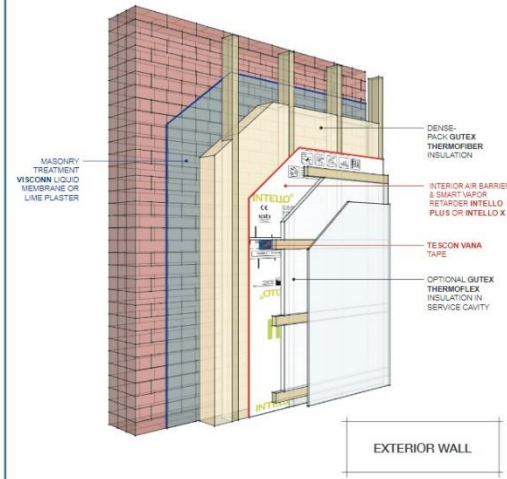 DENSE-
PACK GUTEX
THERMOFIBER
INSULATION
MASONRY
TREATMENT
VISCONN LIQUID
MEMBRANE OR
LIME PLASTER
INTERIOR AIR BARRIER
& SMART VAPOR
RETARDER INTELLO
PLUS OR INTELLO X
INTELLO
TESCON VANA
TAPE
OPTIONAL GUTEX
THERMOFLEX
INSULATION IN
SERVICE CAVITY
EXTERIOR WALL